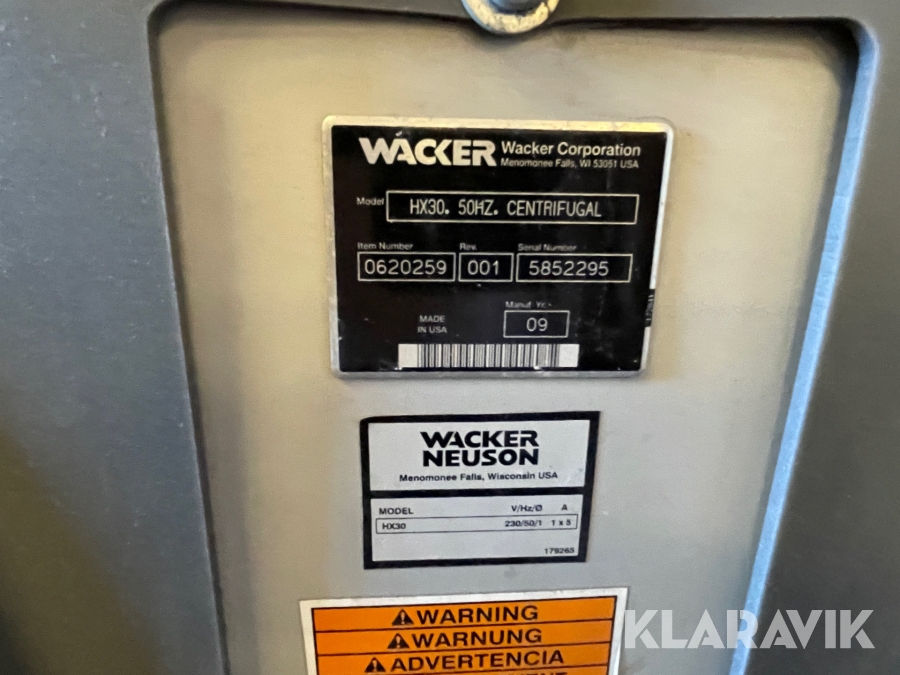 WACKER Wacker Corporation
Menomonee Falls, WI 53051 USA
Model HX30. 50HZ. CENTRIFUGAL
Item Number Rev. Serial Number
0620259 001 5852295
Manuf. Yr.
MADE
IN USA
09
WACKER
NEUSON
Menomonee Falls, Wisconsin USA
MODEL V/Hz/Ø A
HX30 230/50/1 1 x 5
179265
WARNING
WARNUNG
ADVERTENCIA
KLARAVIK